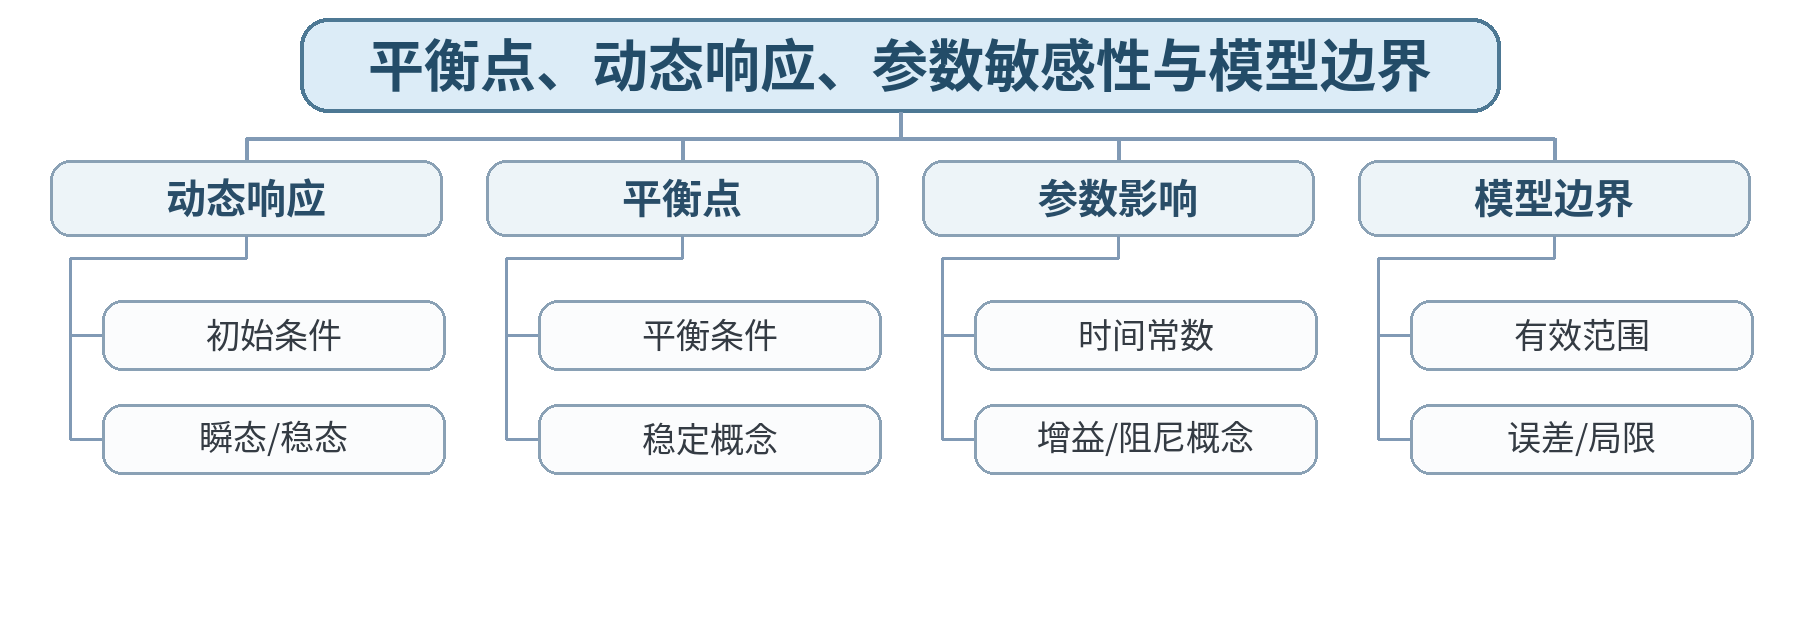 平衡点、动态响应、参数敏感性与模型边界
动态响应
初始条件
瞬态/稳态
平衡点
平衡条件
稳定概念
参数影响
时间常数
增益/阻尼概念
模型边界
有效范围
误差/局限